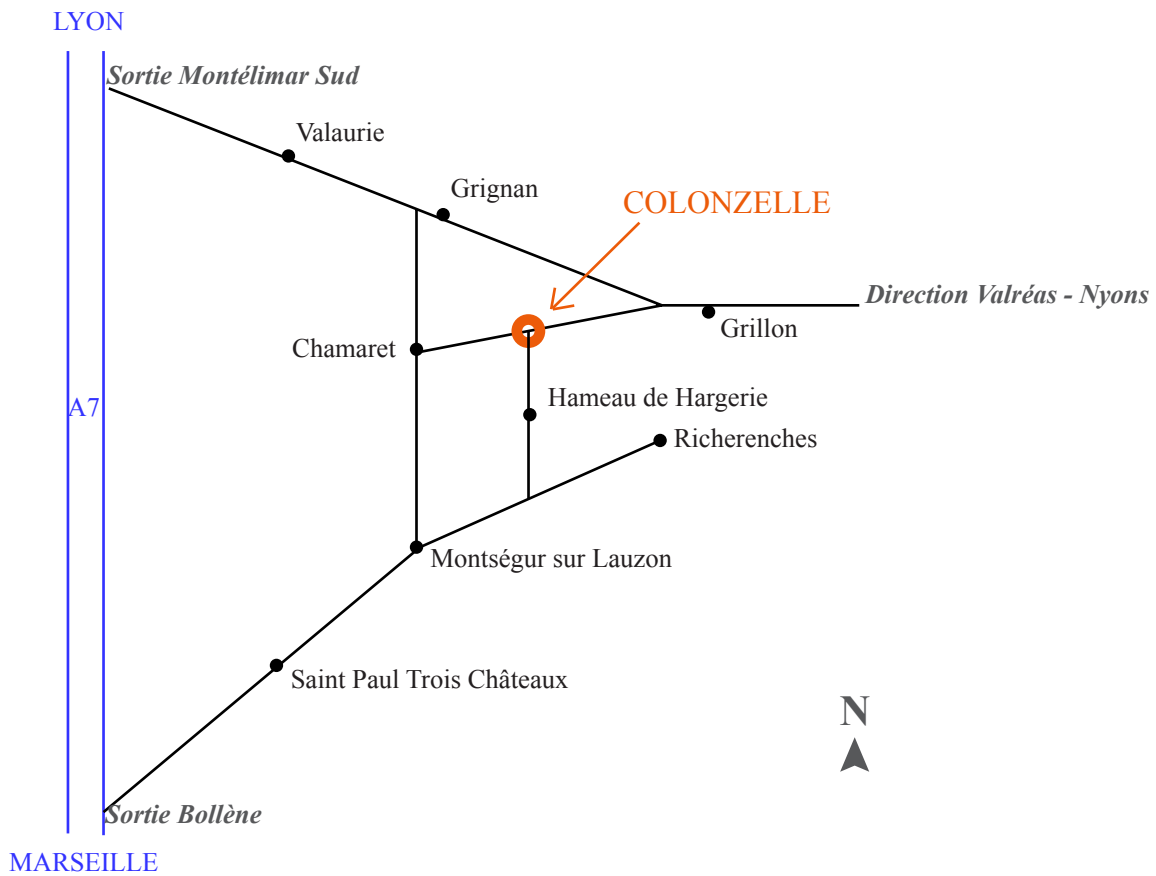 LYON
Sortie Montélimar Sud
Valaurie
Grignan
COLONZELLE
Direction Valréas - Nyons
Grillon
Chamaret
Hameau de Hargerie
A7
Richerenches
Montségur sur Lauzon
Saint Paul Trois Châteaux
N
Sortie Bollène
MARSEILLE